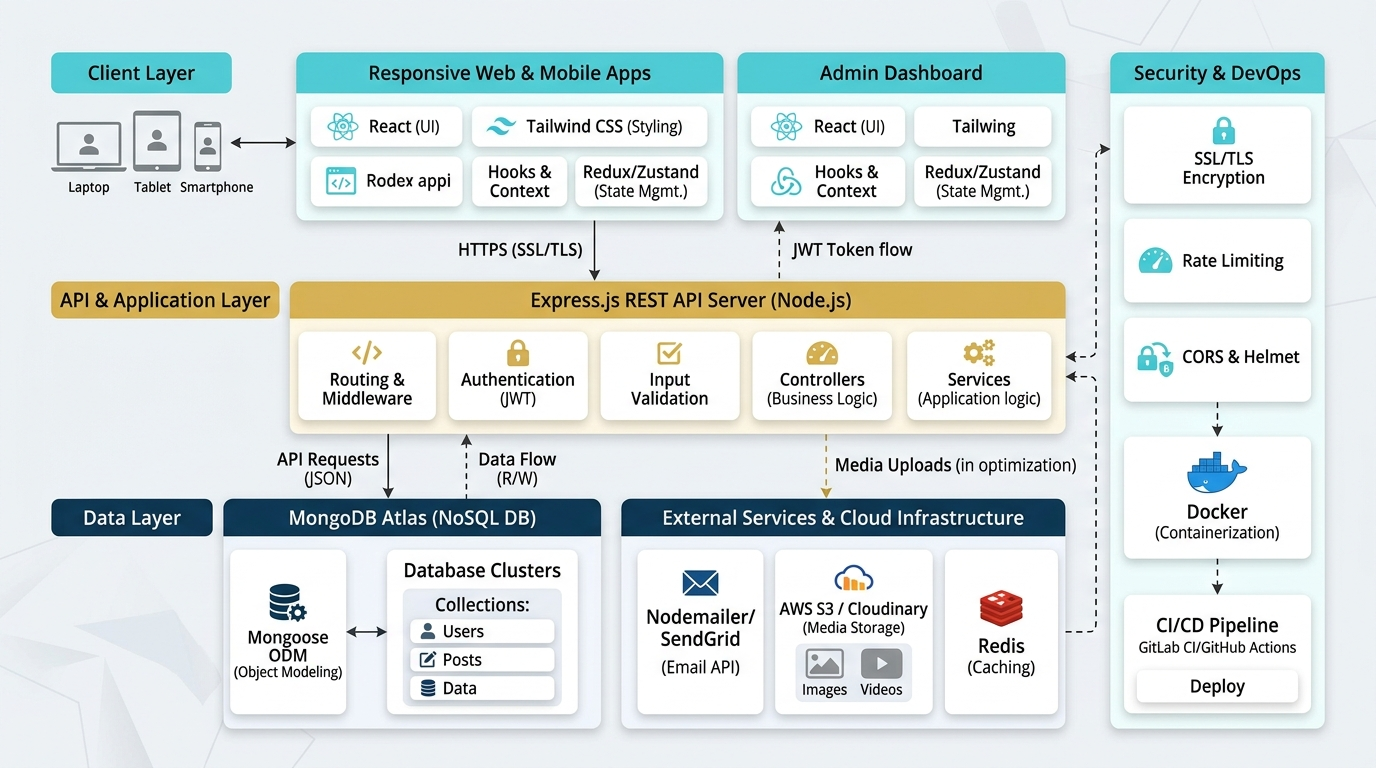 Client Layer
Laptop
Tablet
Smartphone
Responsive Web & Mobile Apps
React (UI)
Tailwind CSS (Styling)
Rodex appi
Hooks &
Context
Redux/Zustand
(State Mgmt.)
Admin Dashboard
React (UI)
Tailwing
Hooks &
Context
Redux/Zustand
(State Mgmt.)
HTTPS (SSL/TLS)
JWT Token flow
API & Application Layer
Express.js REST API Server (Node.js)
Routing &
Middleware
Authentication
(JWT)
Input
Validation
Controllers
(Business Logic)
Services
(Application logic)
API Requests
(JSON)
Data Flow
(R/W)
Media Uploads (in optimization)
Data Layer
MongoDB Atlas (NoSQL DB)
Mongoose
ODM
(Object Modeling)
Database Clusters
Collections:
Users
Posts
Data
External Services & Cloud Infrastructure
Nodemailer/
SendGrid
(Email API)
AWS S3 / Cloudinary
(Media Storage)
Images
Videos
Redis
(Caching)
Security & DevOps
SSL/TLS
Encryption
Rate Limiting
CORS & Helmet
Docker
(Containerization)
CI/CD Pipeline
GitLab CI/GitHub Actions
Deploy